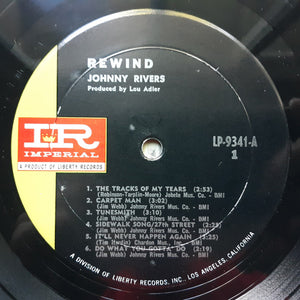 REWIND
JOHNNY RIVERS
Produced by Lou Adler
LP-9341-A
1
IR
IMPERIAL
A PRODUCT OF LIBERTY RECORDS
1. THE TRACKS OF MY TEARS (2:53)
(Robinson-Tarplin-Moore) Jobete Mus. Co. - BMI
2. CARPET MAN (3:02)
(Jim Webb) Johnny Rivers Mus. Co. - BMI
3. TUNESMITH (3:10)
(Jim Webb) Johnny Rivers Mus. Co. - BMI
4. SIDEWALK SONG/27th STREET (2:25)
(Jim Webb) Johnny Rivers Mus. Co. - BMI
5. IT'LL NEVER HAPPEN AGAIN (2:25)
(Tim Hardin) Chardon Mus., Inc. - BMI
6. DO WHAT YOU GOTTA DO (2:19)
(Jim Webb) Johnny Rivers Mus. Co. - BMI
A DIVISION OF LIBERTY RECORDS, INC., LOS ANGELES, CALIFORNIA